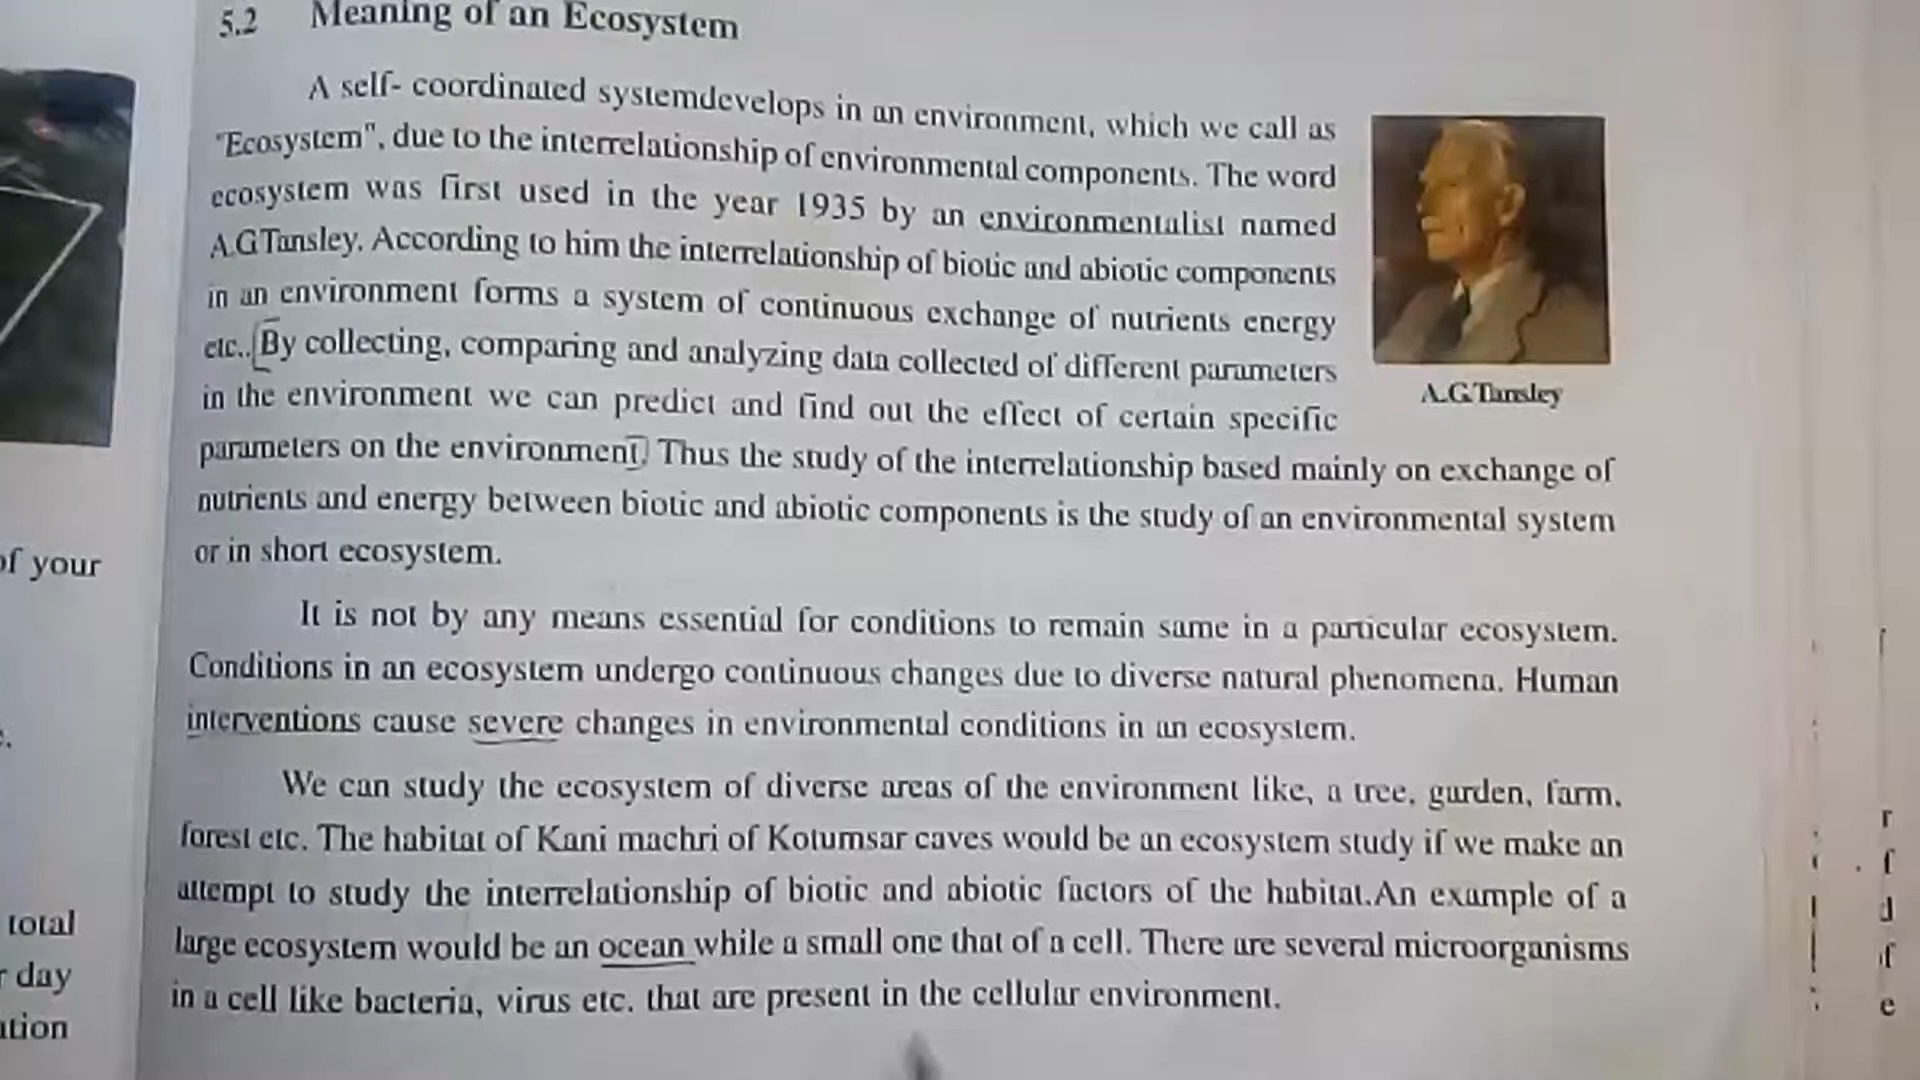 5.2 Meaning of an Ecosystem
A self- coordinated systemdevelops in an environment, which we call as
"Ecosystem", due to the interrelationship of environmental components. The word
ecosystem was first used in the year 1935 by an environmentalist named
A.G.Tansley. According to him the interrelationship of biotic and abiotic components
in an environment forms a system of continuous exchange of nutrients energy
etc.. By collecting, comparing and analyzing data collected of different parameters
in the environment we can predict and find out the effect of certain specific
parameters on the environment. Thus the study of the interrelationship based mainly on exchange of
nutrients and energy between biotic and abiotic components is the study of an environmental system
or in short ecosystem.
A.G.Tansley
It is not by any means essential for conditions to remain same in a particular ecosystem.
Conditions in an ecosystem undergo continuous changes due to diverse natural phenomena. Human
interventions cause severe changes in environmental conditions in an ecosystem.
We can study the ecosystem of diverse areas of the environment like, a tree, garden, farm,
forest etc. The habitat of Kani machri of Kotumsar caves would be an ecosystem study if we make an
attempt to study the interrelationship of biotic and abiotic factors of the habitat.An example of a
large ecosystem would be an ocean while a small one that of a cell. There are several microorganisms
in a cell like bacteria, virus etc. that are present in the cellular environment.
of your
total
day